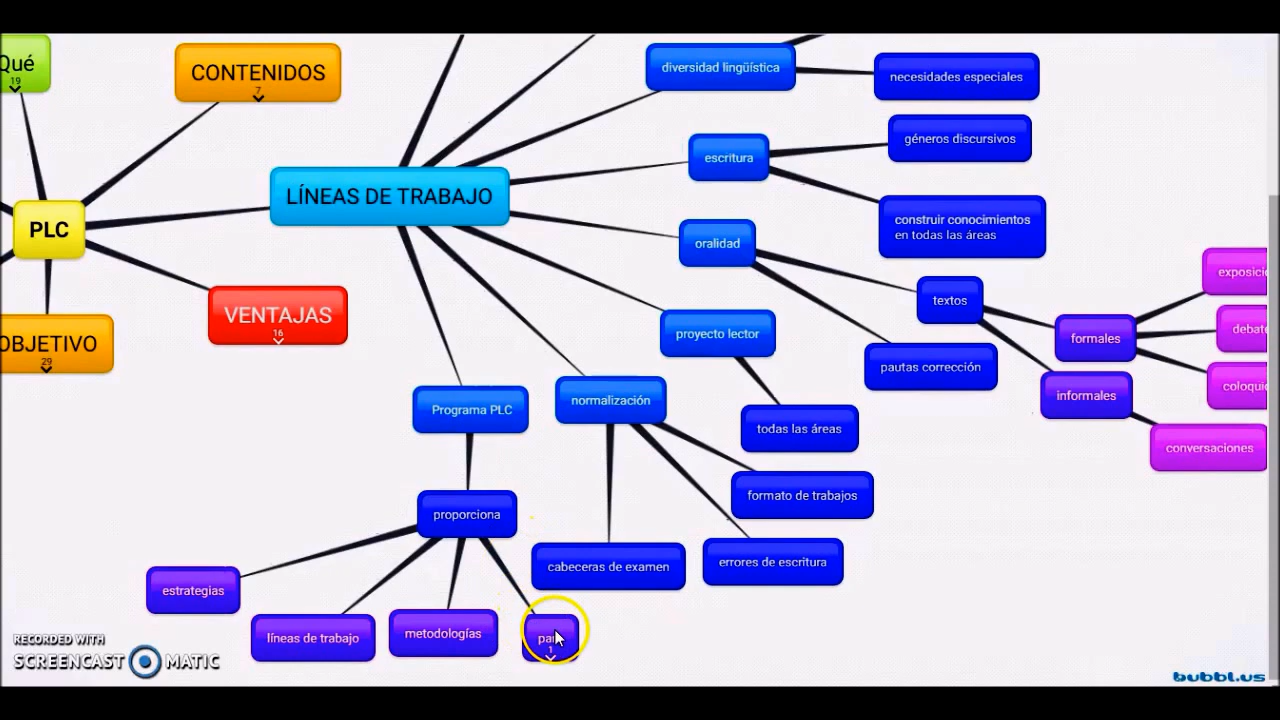 Qué
19
CONTENIDOS
7
diversidad lingüística
necesidades especiales
géneros discursivos
escritura
LÍNEAS DE TRABAJO
construir conocimientos
en todas las áreas
PLC
oralidad
textos
VENTAJAS
16
proyecto lector
formales
OBJETIVO
29
pautas corrección
informales
Programa PLC
normalización
todas las áreas
conversaciones
formato de trabajos
proporciona
cabeceras de examen
errores de escritura
estrategias
líneas de trabajo
metodologías
1
RECORDED WITH
SCREENCAST MATIC
bubbl.us